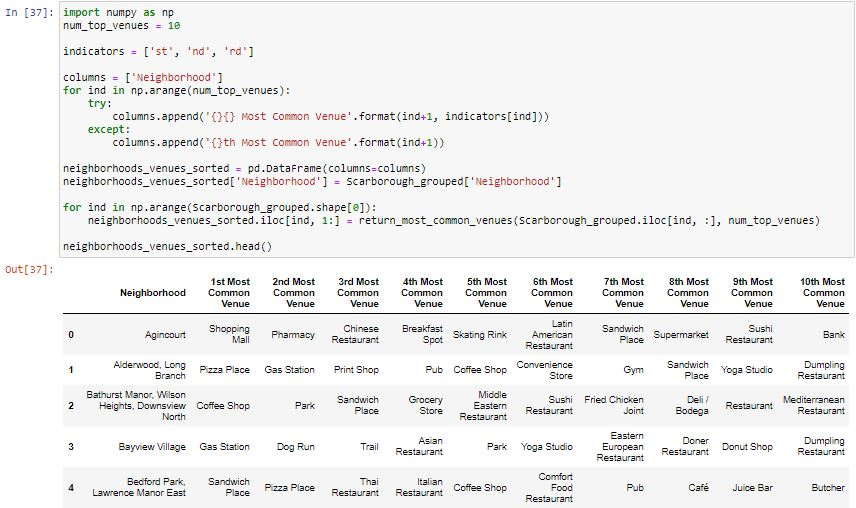 In [37]: import numpy as np
num_top_venues = 10
indicators = ['st', 'nd', 'rd']
columns = ['Neighborhood']
for ind in np.arange(num_top_venues):
    try:
        columns.append('{}{} Most Common Venue'.format(ind+1, indicators[ind]))
    except:
        columns.append('{}th Most Common Venue'.format(ind+1))
neighborhoods_venues_sorted = pd.DataFrame(columns=columns)
neighborhoods_venues_sorted['Neighborhood'] = Scarborough_grouped['Neighborhood']
for ind in np.arange(Scarborough_grouped.shape[0]):
    neighborhoods_venues_sorted.iloc[ind, 1:] = return_most_common_venues(Scarborough_grouped.iloc[ind, :], num_top_venues)
neighborhoods_venues_sorted.head()
Out[37]:
Neighborhood 1st Most Common Venue 2nd Most Common Venue 3rd Most Common Venue 4th Most Common Venue 5th Most Common Venue 6th Most Common Venue 7th Most Common Venue 8th Most Common Venue 9th Most Common Venue 10th Most Common Venue
0 Agincourt Shopping Mall Pharmacy Chinese Restaurant Breakfast Spot Skating Rink Latin American Restaurant Sandwich Place Supermarket Sushi Restaurant Bank
1 Alderwood, Long Branch Pizza Place Gas Station Print Shop Pub Coffee Shop Convenience Store Gym Sandwich Place Yoga Studio Dumpling Restaurant
2 Bathurst Manor, Wilson Heights, Downsview North Coffee Shop Park Sandwich Place Grocery Store Middle Eastern Restaurant Sushi Restaurant Fried Chicken Joint Deli / Bodega Restaurant Mediterranean Restaurant
3 Bayview Village Gas Station Dog Run Trail Asian Restaurant Park Yoga Studio Eastern European Restaurant Doner Restaurant Donut Shop Dumpling Restaurant
4 Bedford Park, Lawrence Manor East Sandwich Place Pizza Place Thai Restaurant Italian Restaurant Coffee Shop Comfort Food Restaurant Pub Café Juice Bar Butcher